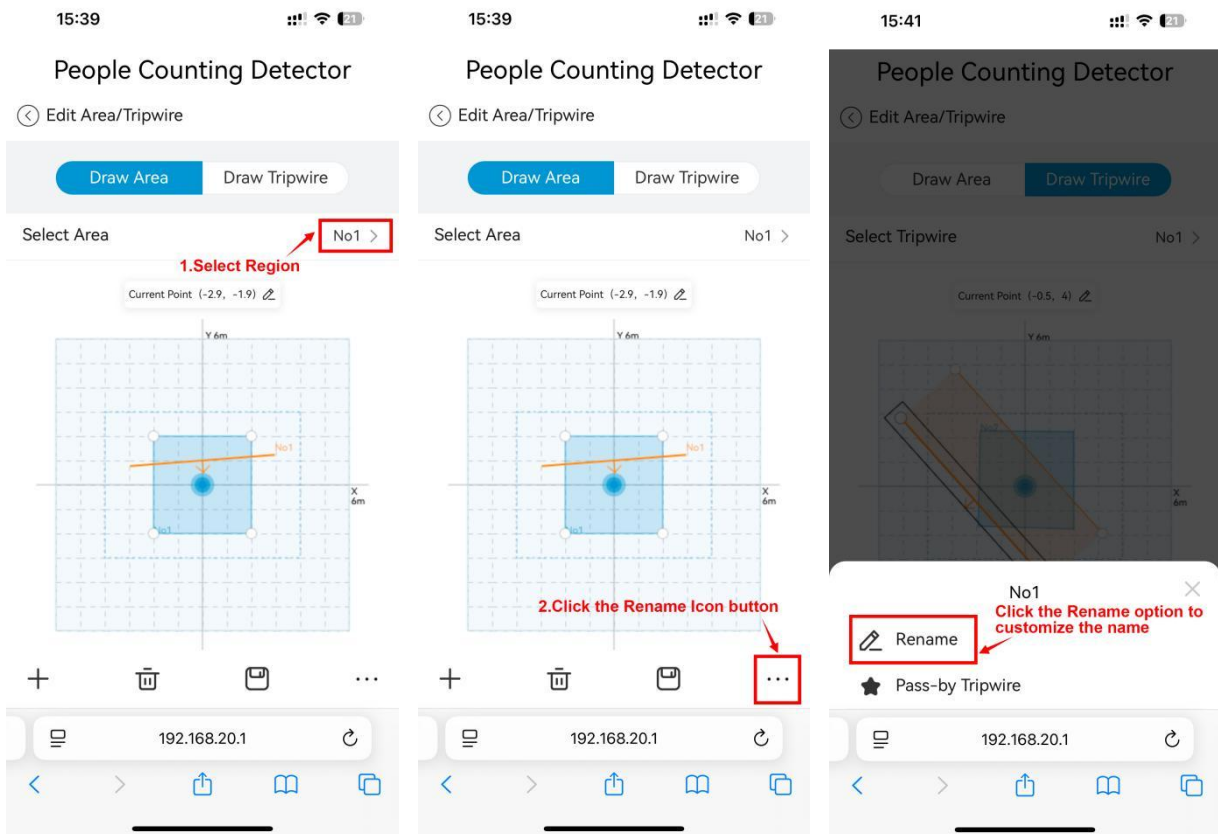 15:39
21
People Counting Detector
Edit Area/Tripwire
Draw Area
Draw Tripwire
Select Area
No1
1.Select Region
Current Point (-2.9, -1.9)
Y 6m
No1
X
6m
No1
192.168.20.1
15:39
21
People Counting Detector
Edit Area/Tripwire
Draw Area
Draw Tripwire
Select Area
No1
Current Point (-2.9, -1.9)
Y 6m
No1
X
6m
No1
2.Click the Rename Icon button
192.168.20.1
15:41
21
People Counting Detector
Edit Area/Tripwire
Draw Area
Draw Tripwire
Select Tripwire
No1
Current Point (-0.5, 4)
Y 6m
No1
X
6m
No1
Click the Rename option to
customize the name
Rename
Pass-by Tripwire
192.168.20.1